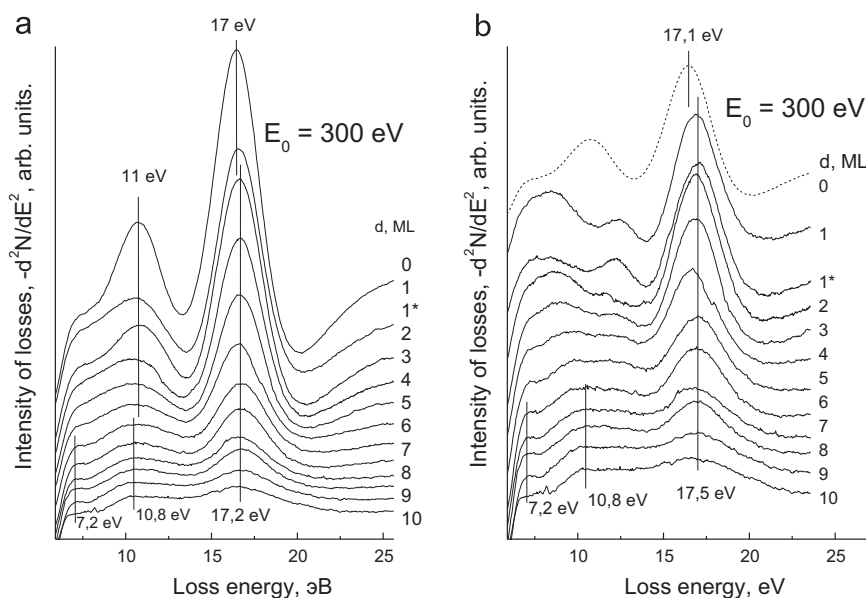 a
17 eV
E0 = 300 eV
11 eV
d, ML
0
1
1*
2
3
4
5
6
7
8
9
10
7,2 eV
10,8 eV
17,2 eV
10
15
20
25
Loss energy, эВ
Intensity of losses, -d²N/dE², arb. units.
b
17,1 eV
E0 = 300 eV
d, ML
0
1
1*
2
3
4
5
6
7
8
9
10
7,2 eV
10,8 eV
17,5 eV
10
15
20
25
Loss energy, eV
Intensity of losses, -d²N/dE², arb. units.